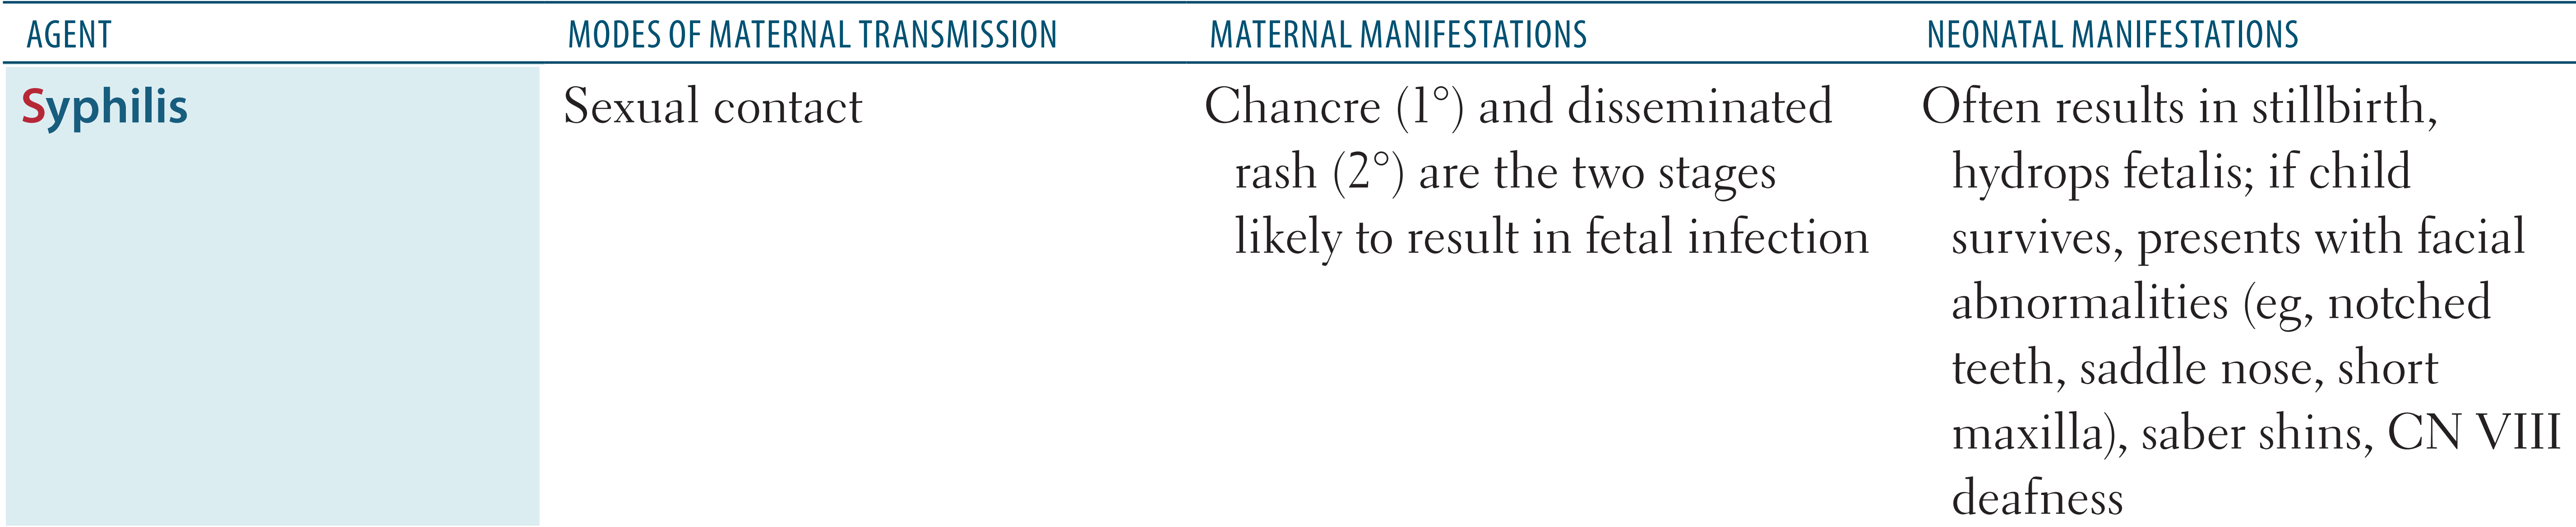 AGENT MODES OF MATERNAL TRANSMISSION MATERNAL MANIFESTATIONS NEONATAL MANIFESTATIONS
Syphilis
Sexual contact
Chancre (1°) and disseminated
rash (2°) are the two stages
likely to result in fetal infection
Often results in stillbirth,
hydrops fetalis; if child
survives, presents with facial
abnormalities (eg, notched
teeth, saddle nose, short
maxilla), saber shins, CN VIII
deafness